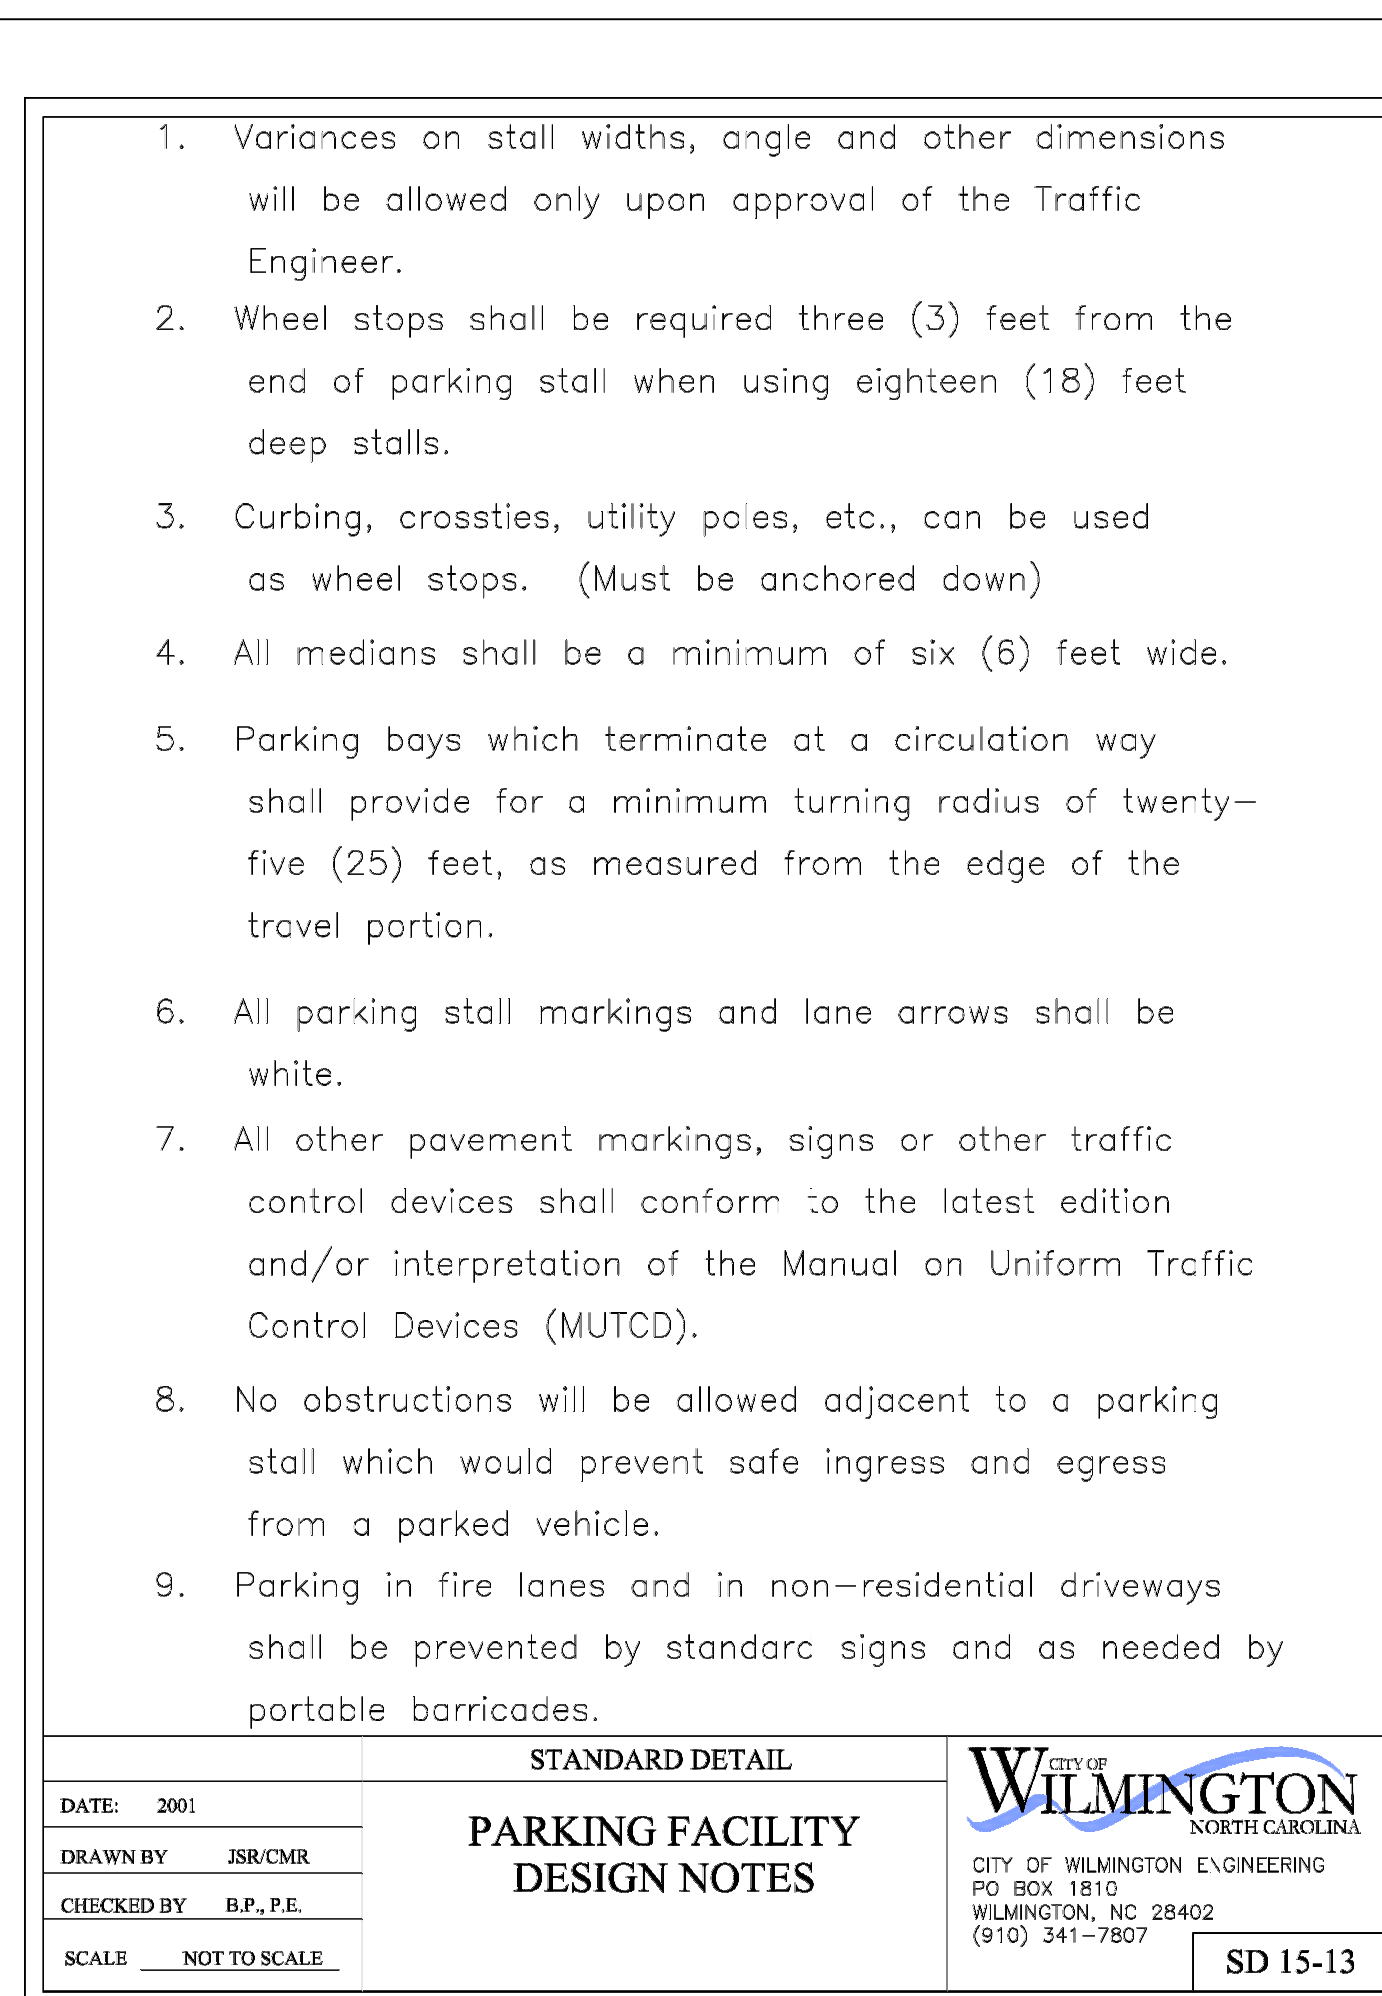 1. Variances on stall widths, angle and other dimensions
will be allowed only upon approval of the Traffic
Engineer.
2. Wheel stops shall be required three (3) feet from the
end of parking stall when using eighteen (18) feet
deep stalls.
3. Curbing, crossties, utility poles, etc., can be used
as wheel stops. (Must be anchored down)
4. All medians shall be a minimum of six (6) feet wide.
5. Parking bays which terminate at a circulation way
shall provide for a minimum turning radius of twenty-
five (25) feet, as measured from the edge of the
travel portion.
6. All parking stall markings and lane arrows shall be
white.
7. All other pavement markings, signs or other traffic
control devices shall conform to the latest edition
and/or interpretation of the Manual on Uniform Traffic
Control Devices (MUTCD).
8. No obstructions will be allowed adjacent to a parking
stall which would prevent safe ingress and egress
from a parked vehicle.
9. Parking in fire lanes and in non-residential driveways
shall be prevented by standard signs and as needed by
portable barricades.
STANDARD DETAIL
DATE: 2001
DRAWN BY JSR/CMR
CHECKED BY B.P., P.E.
SCALE NOT TO SCALE
PARKING FACILITY
DESIGN NOTES
CITY OF
WILMINGTON
NORTH CAROLINA
CITY OF WILMINGTON ENGINEERING
PO BOX 1810
WILMINGTON, NC 28402
(910) 341-7807
SD 15-13